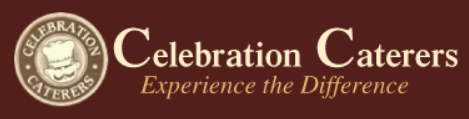 CELEBRATION
CATERERS
Celebration Caterers
Experience the Difference